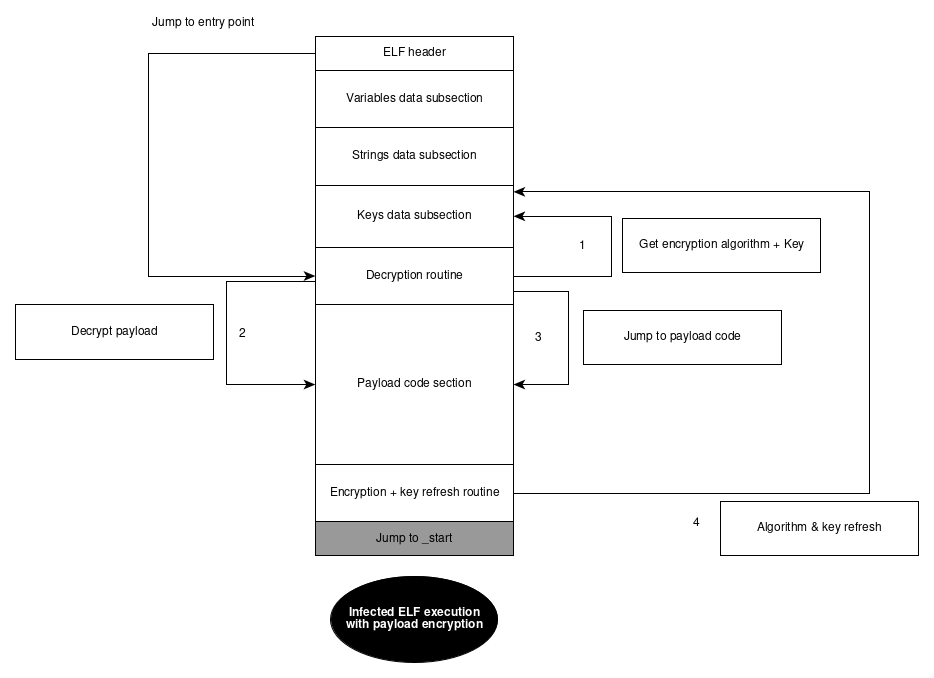 Jump to entry point
ELF header
Variables data subsection
Strings data subsection
Keys data subsection
1
Get encryption algorithm + Key
Decryption routine
Decrypt payload
2
3
Jump to payload code
Payload code section
Encryption + key refresh routine
4
Algorithm & key refresh
Jump to _start
Infected ELF execution
with payload encryption